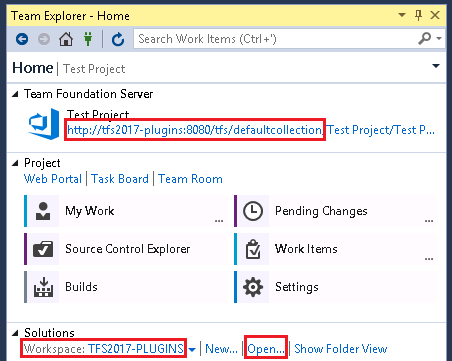 Team Explorer - Home
Search Work Items (Ctrl+')
Home | Test Project
Team Foundation Server
Test Project
http://tfs2017-plugins:8080/tfs/defaultcollection/Test Project/Test P...
Project
Web Portal | Task Board | Team Room
My Work ...
Pending Changes ...
Source Control Explorer
Work Items ...
Builds
Settings
Solutions
Workspace: TFS2017-PLUGINS | New... | Open... | Show Folder View